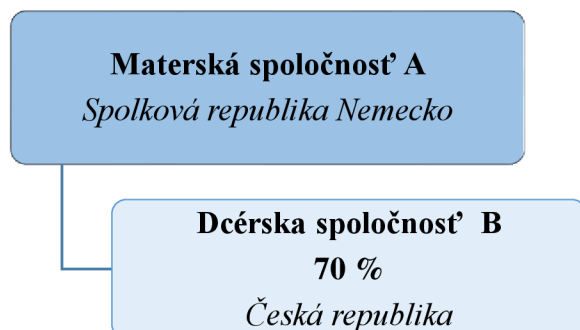 Materská spoločnosť A
Spolková republika Nemecko
Dcérska spoločnosť B
70 %
Česká republika